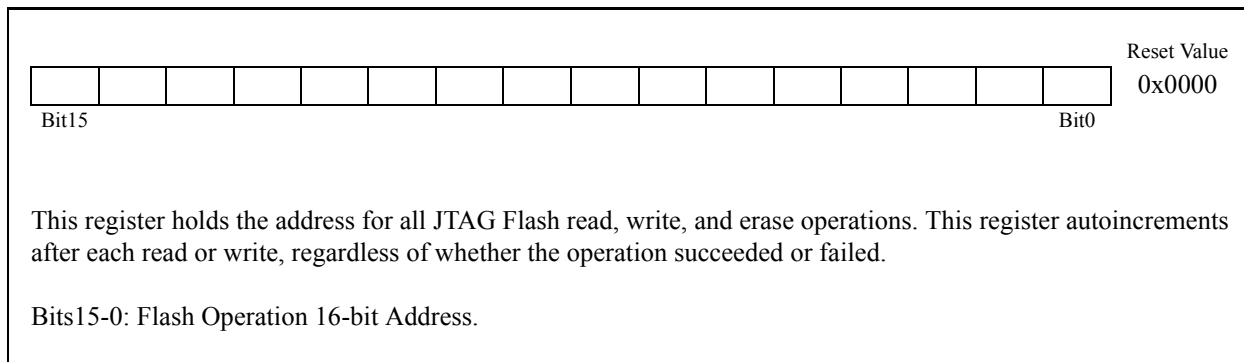 Reset Value
0x0000
Bit15
Bit0
This register holds the address for all JTAG Flash read, write, and erase operations. This register autoincrements
after each read or write, regardless of whether the operation succeeded or failed.
Bits15-0: Flash Operation 16-bit Address.